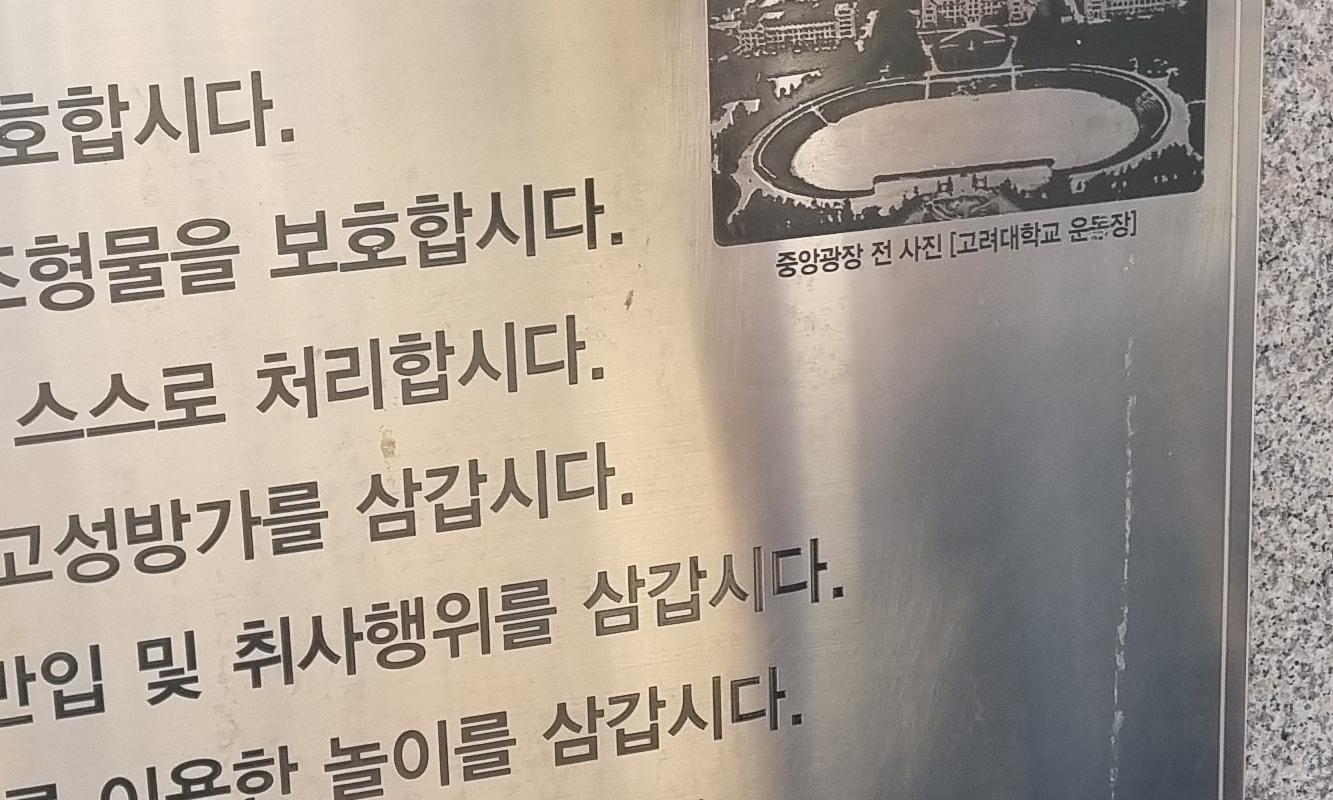 호합시다.
조형물을 보호합시다.
스스로 처리합시다.
고성방가를 삼갑시다.
반입 및 취사행위를 삼갑시다.
이용한 놀이를 삼갑시다.
중앙광장 전 사진 [고려대학교 운동장]